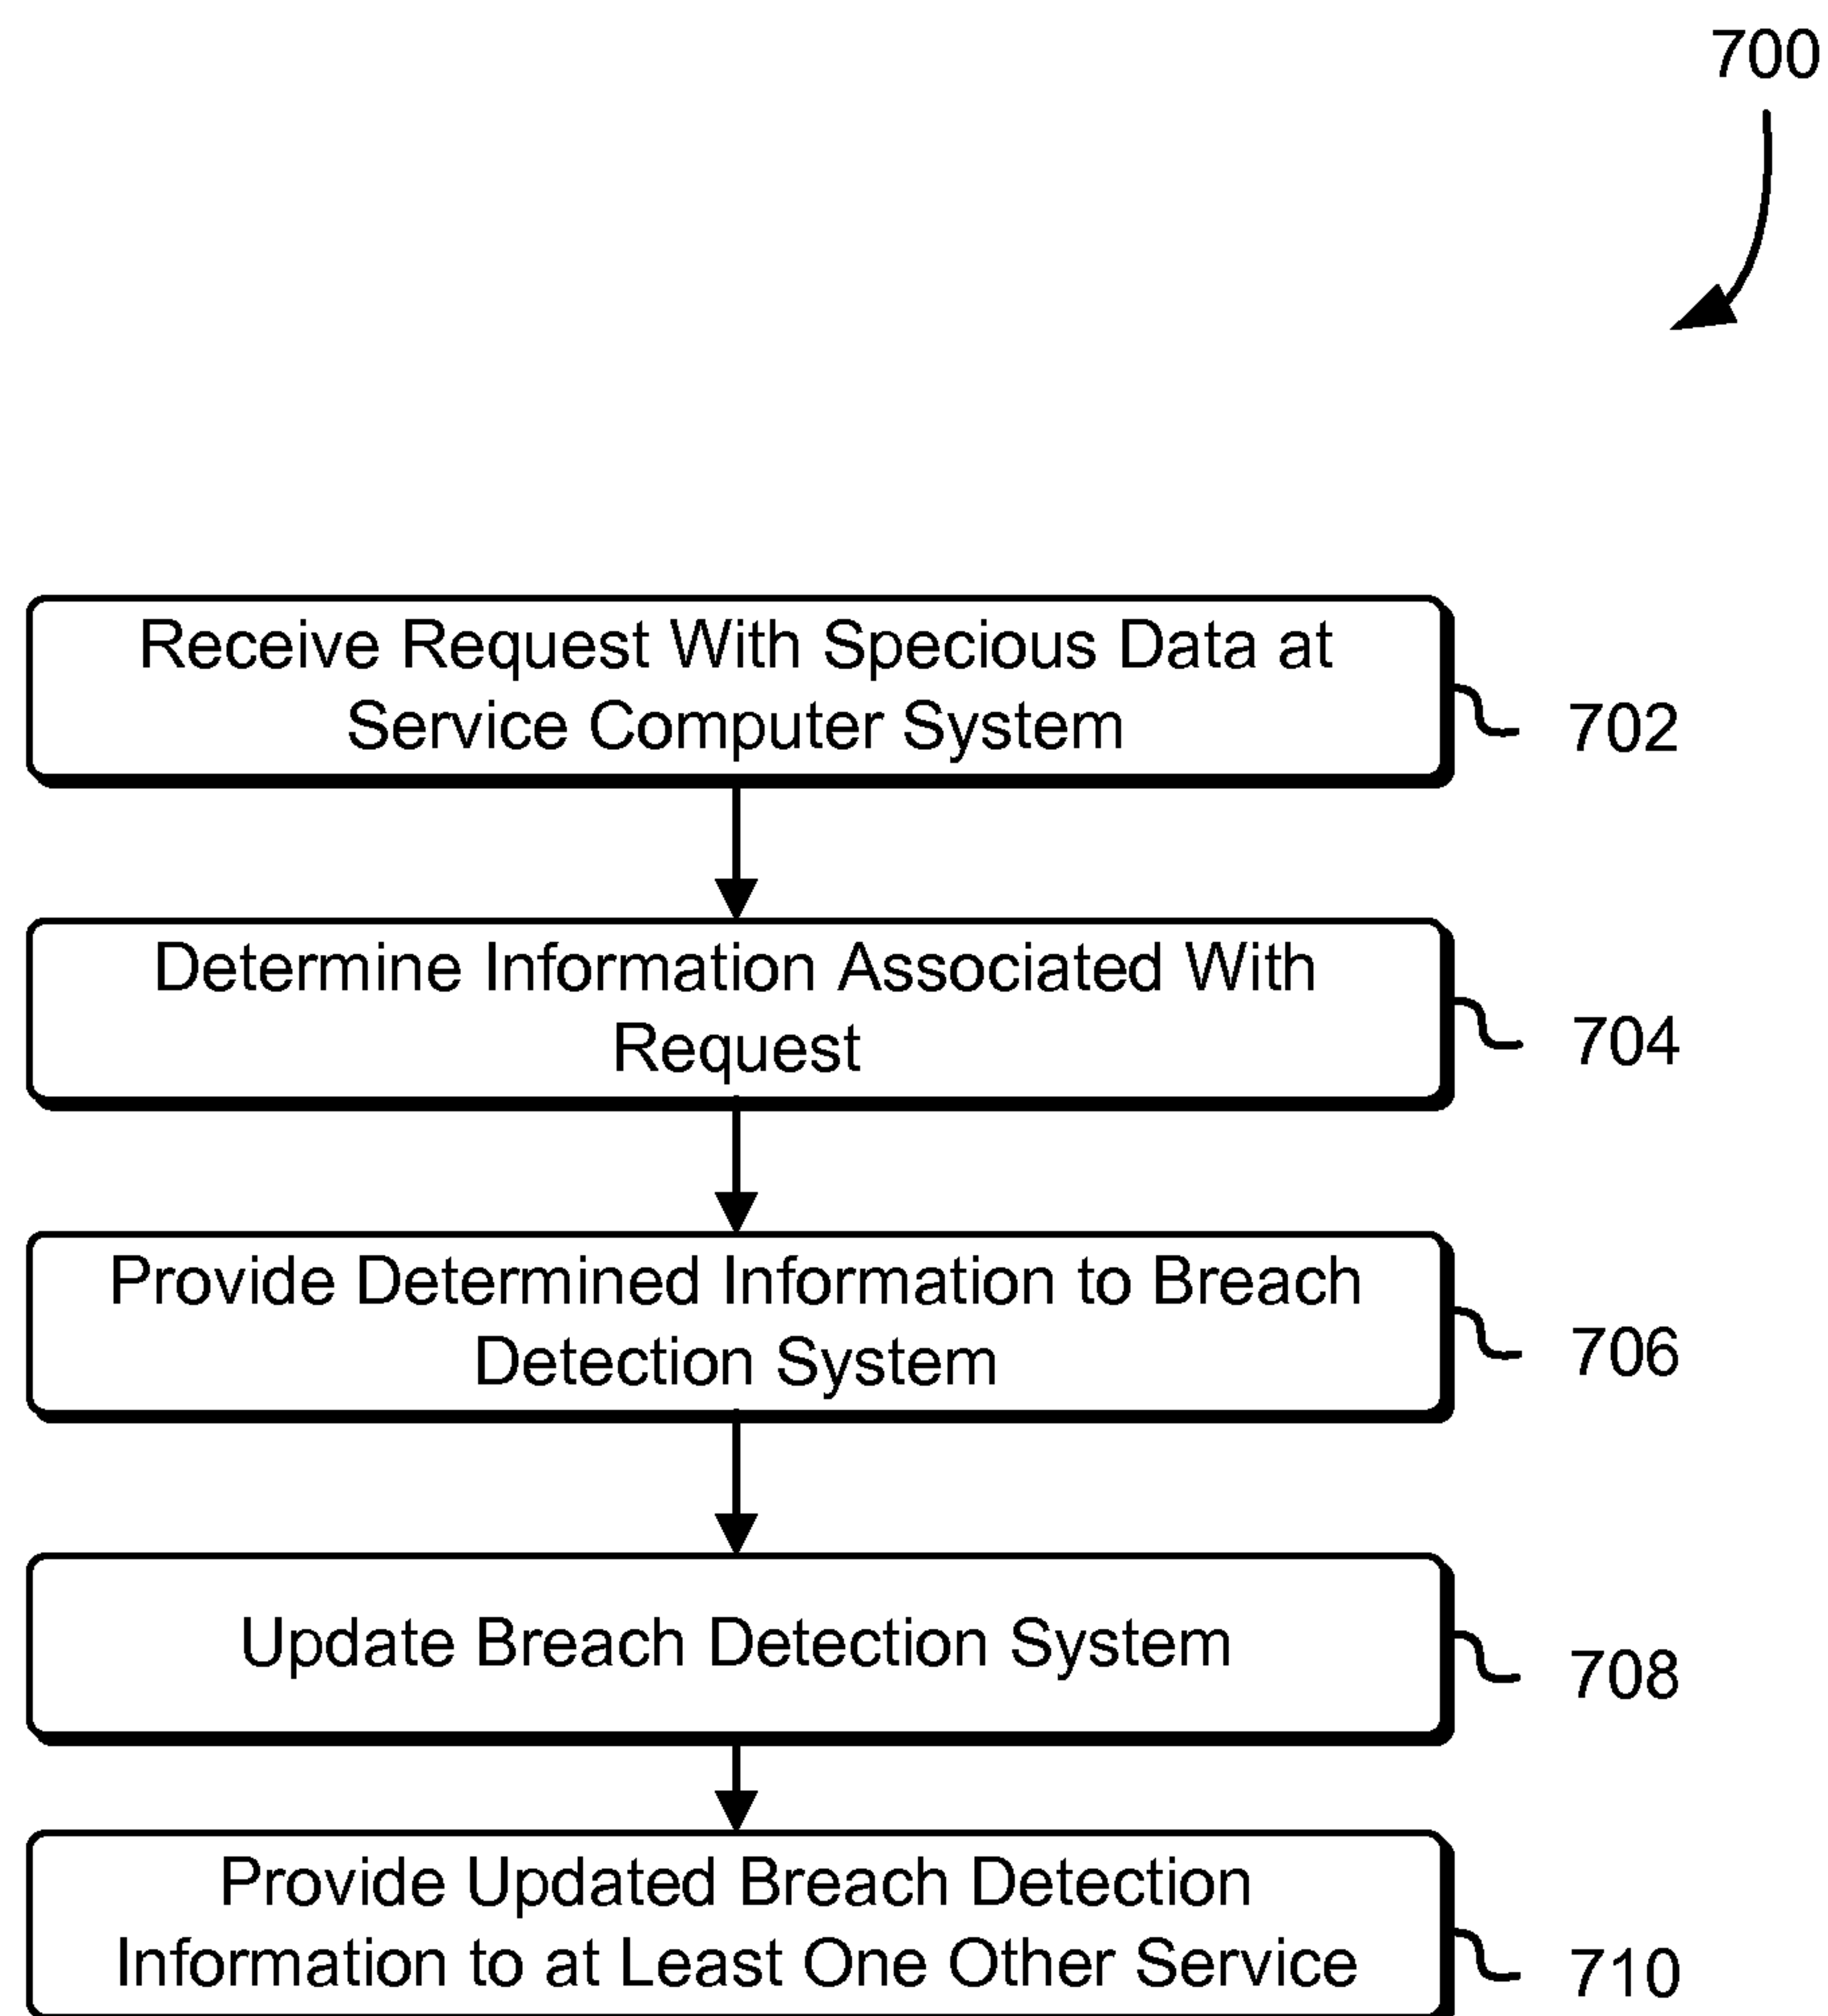 700
Receive Request With Specious Data at
Service Computer System
702
Determine Information Associated With
Request
704
Provide Determined Information to Breach
Detection System
706
Update Breach Detection System
708
Provide Updated Breach Detection
Information to at Least One Other Service
710